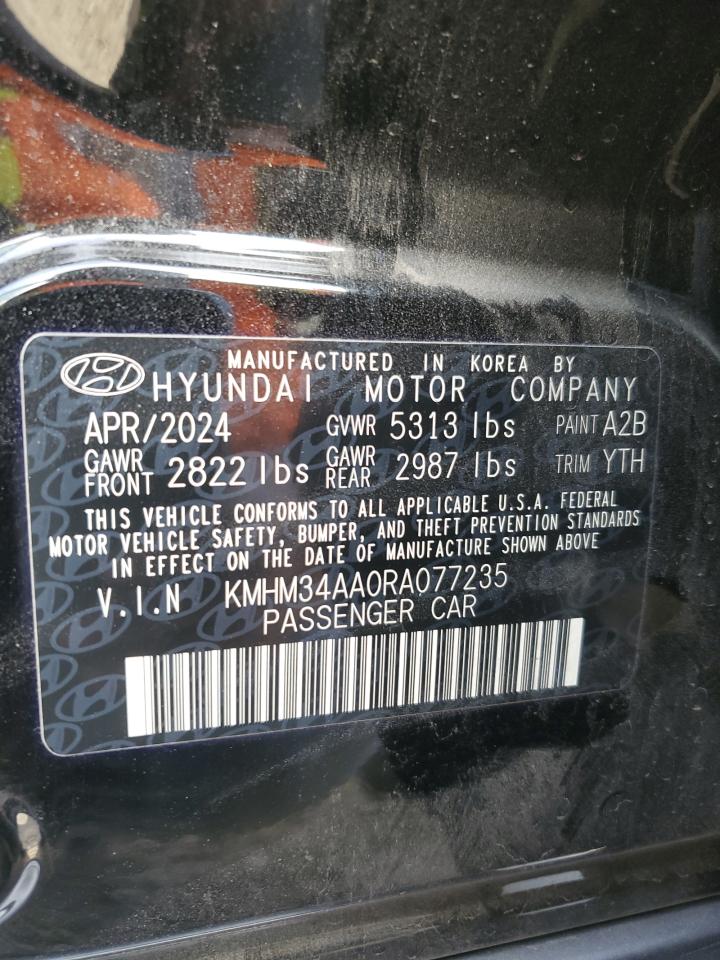 MANUFACTURED IN KOREA BY
HYUNDAI MOTOR COMPANY
APR/2024 GVWR 5313 lbs PAINT A2B
GAWR FRONT 2822 lbs GAWR REAR 2987 lbs TRIM YTH
THIS VEHICLE CONFORMS TO ALL APPLICABLE U.S.A. FEDERAL
MOTOR VEHICLE SAFETY, BUMPER, AND THEFT PREVENTION STANDARDS
IN EFFECT ON THE DATE OF MANUFACTURE SHOWN ABOVE
V.I.N KMHM34AA0RA077235
PASSENGER CAR